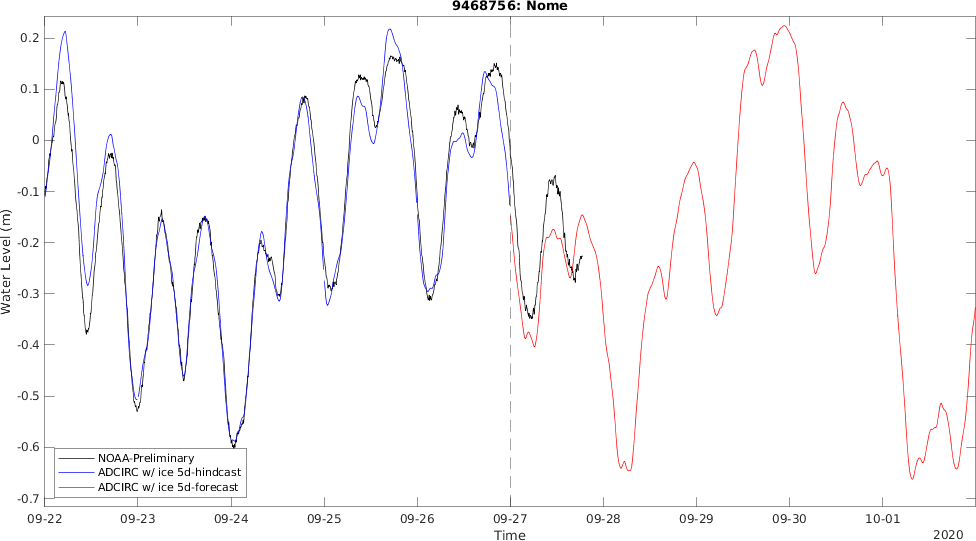 9468756: Nome
Water Level (m)
0.2
0.1
0
-0.1
-0.2
-0.3
-0.4
-0.5
-0.6
-0.7
NOAA-Preliminary
ADCIRC w/ ice 5d-hindcast
ADCIRC w/ ice 5d-forecast
09-22 09-23 09-24 09-25 09-26 09-27 09-28 09-29 09-30 10-01
Time
2020